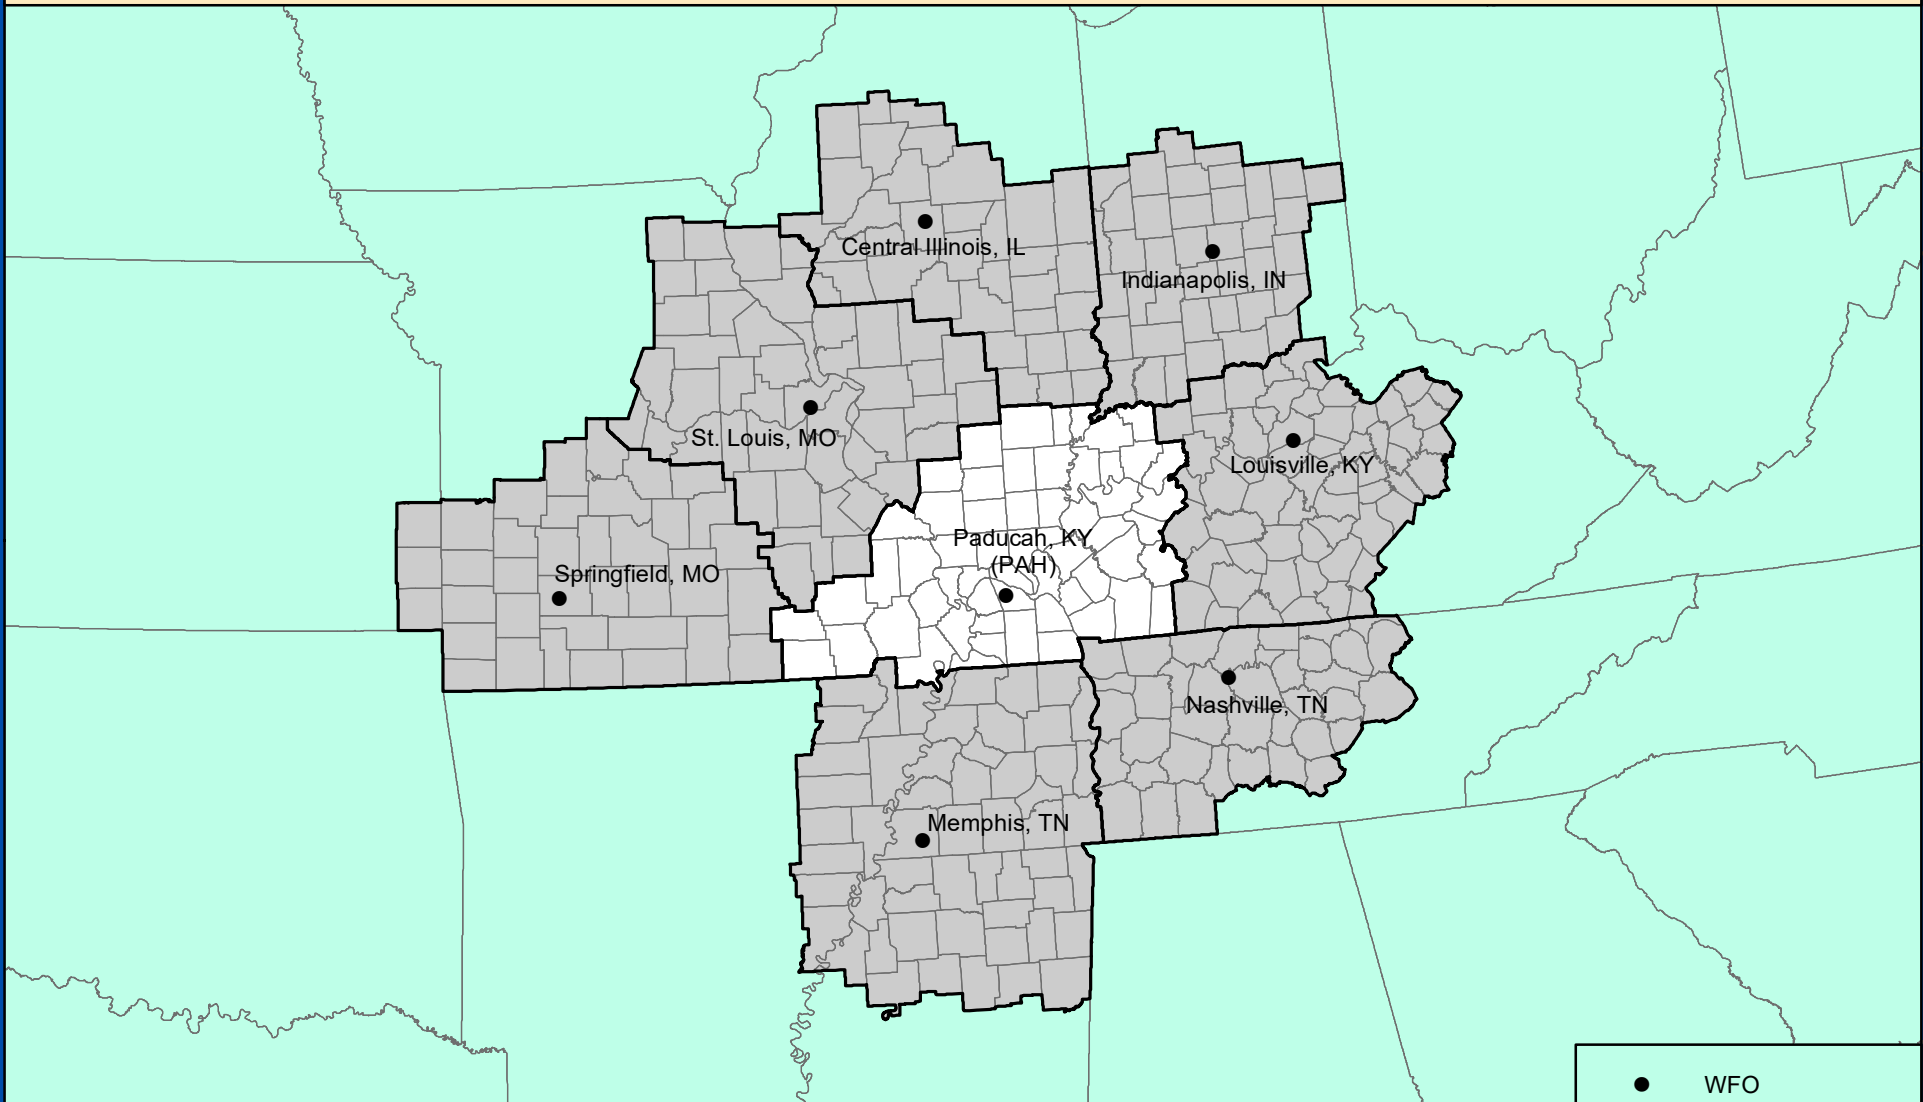 Central Illinois, IL
Indianapolis, IN
St. Louis, MO
Louisville, KY
Paducah, KY
(PAH)
Springfield, MO
Nashville, TN
Memphis, TN
WFO